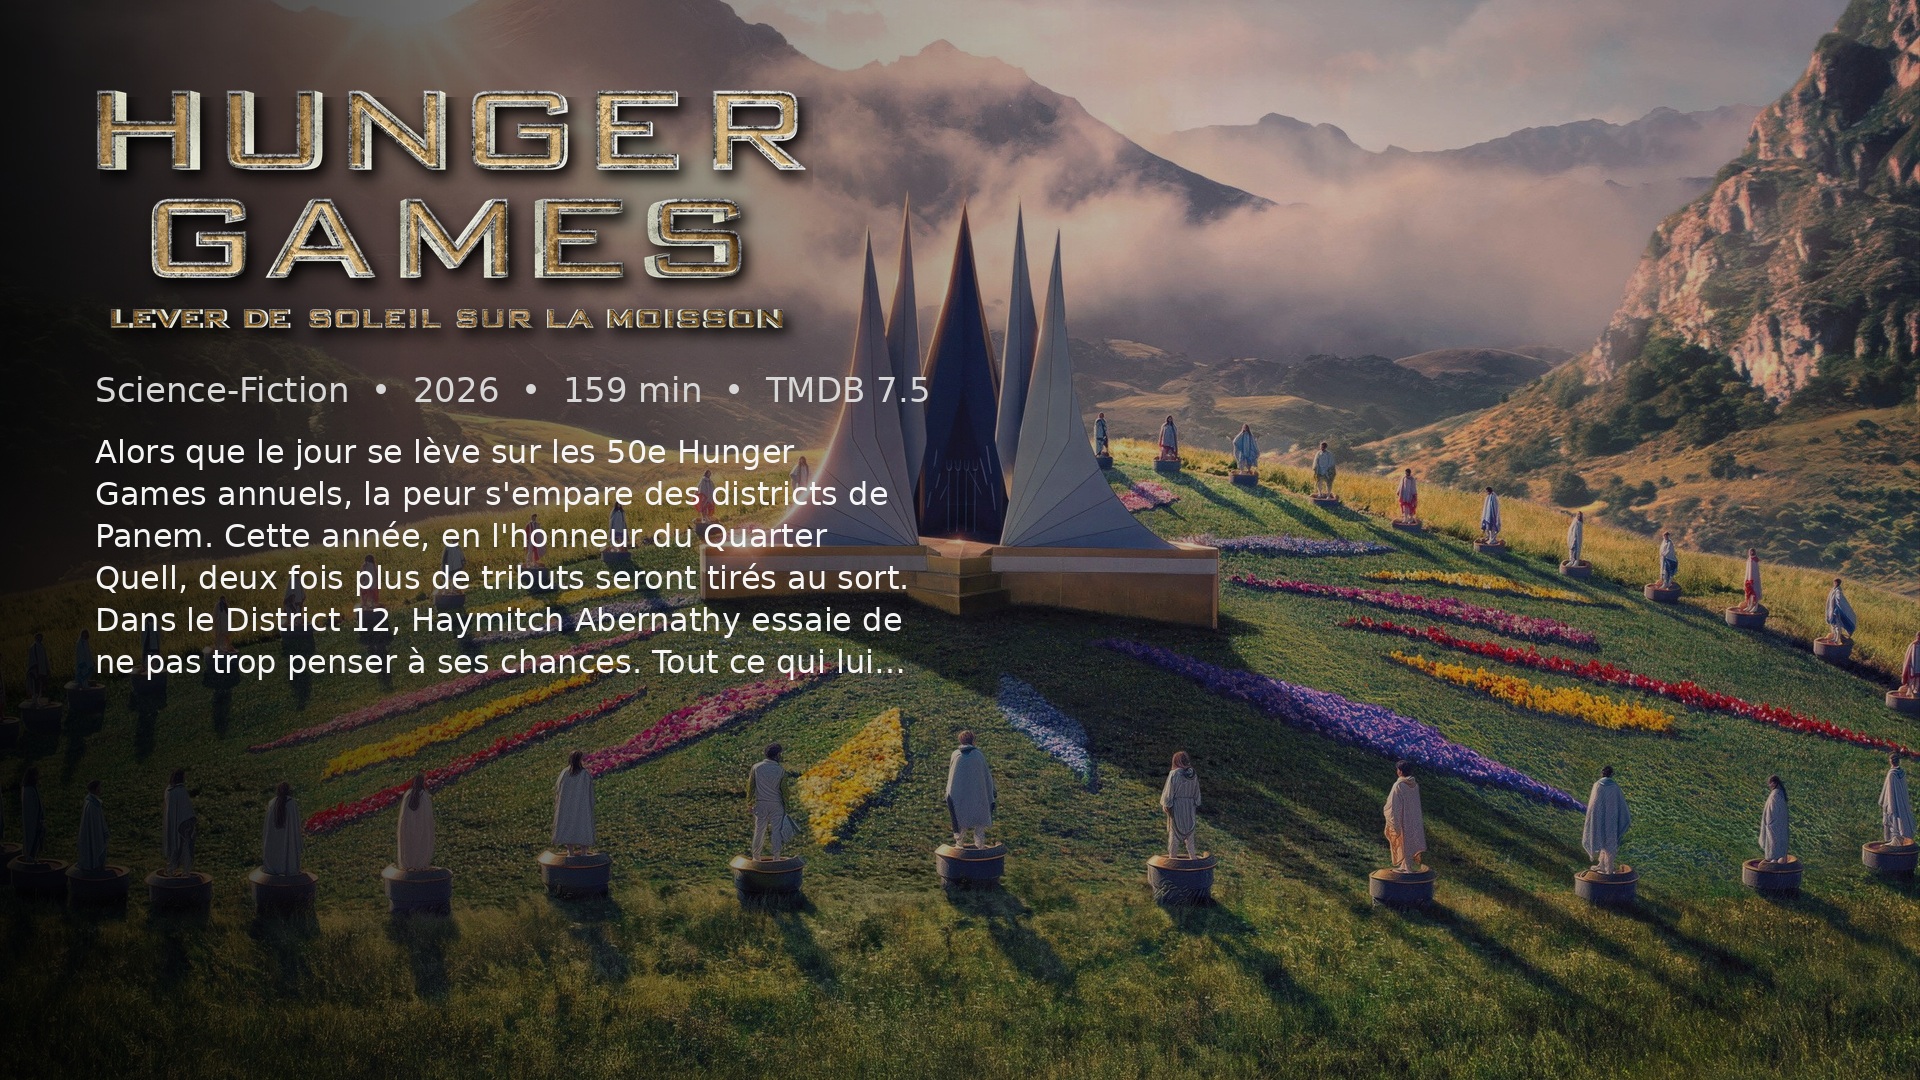 HUNGER
GAMES
LEVER DE SOLEIL SUR LA MOISSON
Science-Fiction • 2026 • 159 min • TMDB 7.5
Alors que le jour se lève sur les 50e Hunger
Games annuels, la peur s'empare des districts de
Panem. Cette année, en l'honneur du Quarter
Quell, deux fois plus de tributs seront tirés au sort.
Dans le District 12, Haymitch Abernathy essaie de
ne pas trop penser à ses chances. Tout ce qui lui...